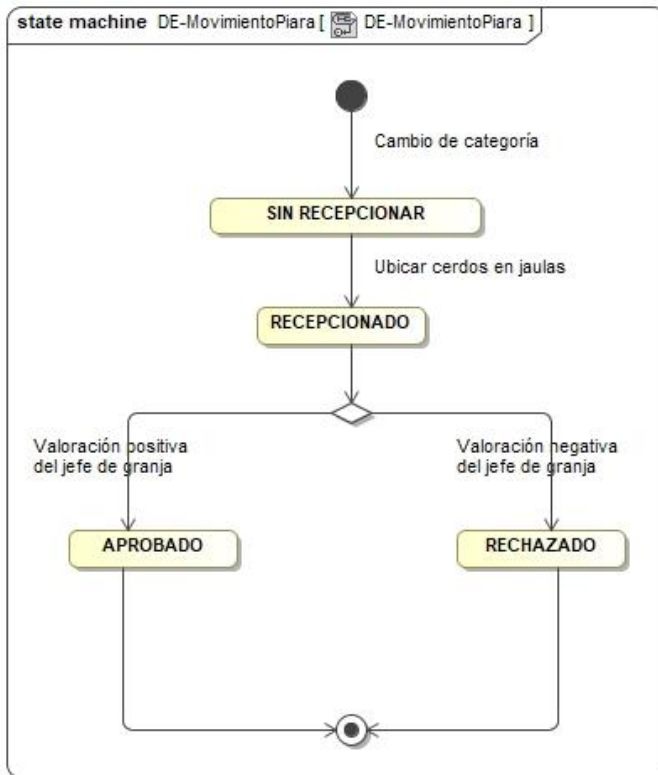 state machine DE-MovimientoPiara [ DE-MovimientoPiara ]
Cambio de categoría
SIN RECEPCIONAR
Ubicar cerdos en jaulas
RECEPCIONADO
Valoración positiva
del jefe de granja
Valoración negativa
del jefe de granja
APROBADO
RECHAZADO